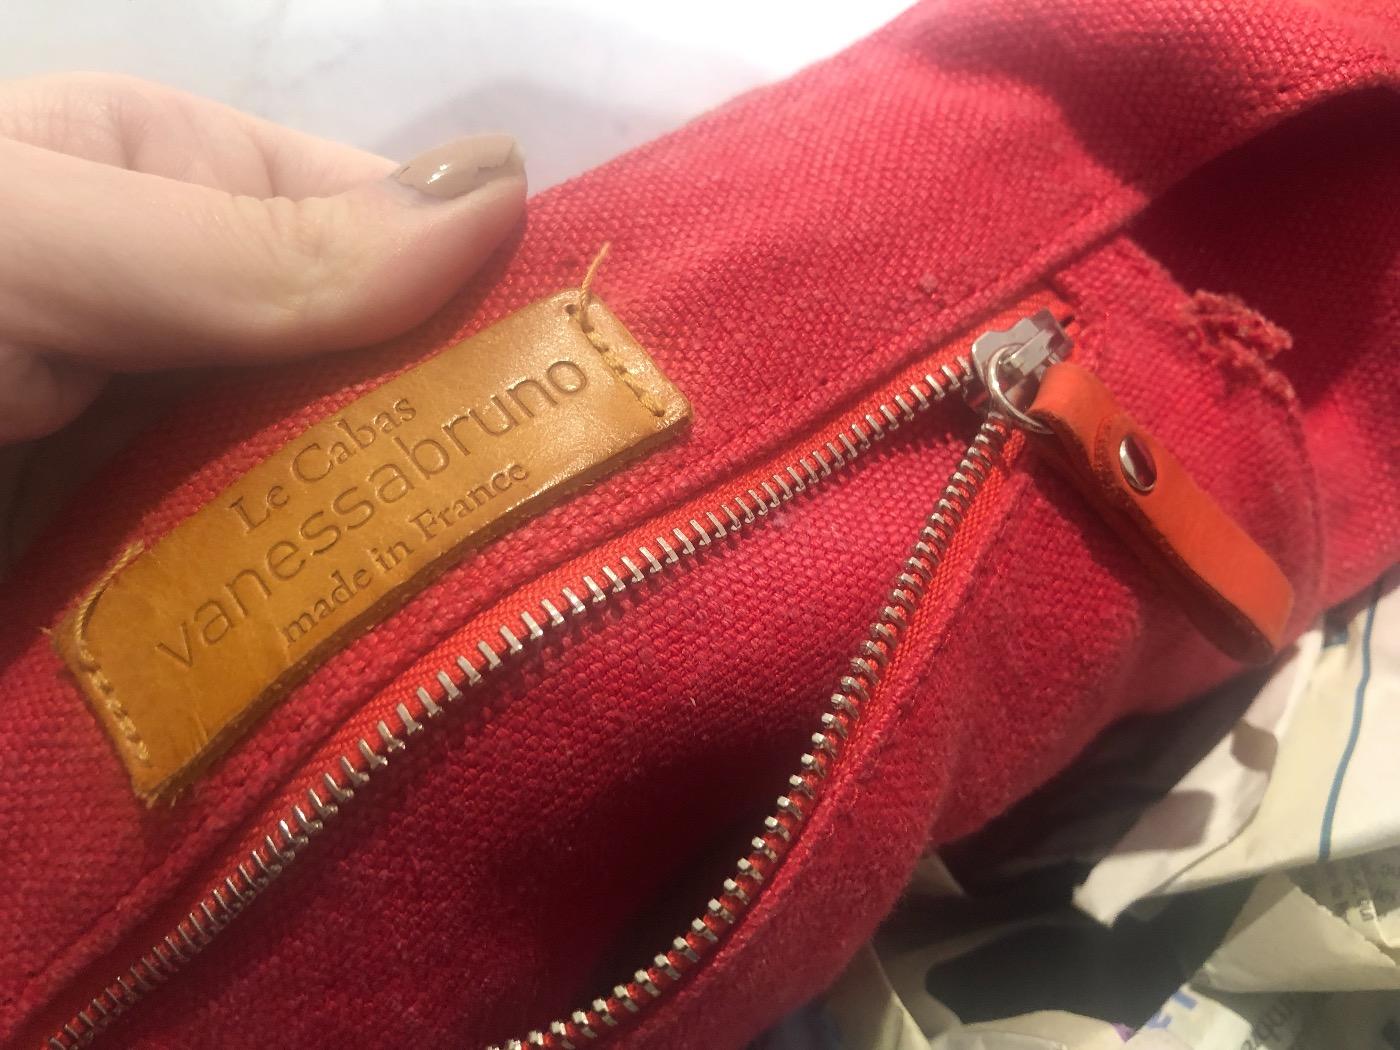 Le Cabas
vanessabruno
made in France